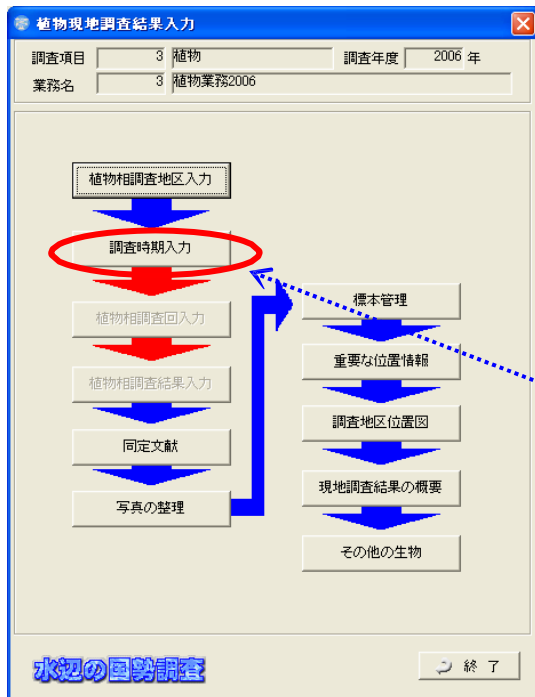 植物現地調査結果入力
調査項目 3 植物 調査年度 2006 年
業務名 3 植物業務2006
植物相調査地区入力
調査時期入力
植物相調査回入力
植物相調査結果入力
同定文献
写真の整理
標本管理
重要な位置情報
調査地区位置図
現地調査結果の概要
その他の生物
水辺の国勢調査
終 了